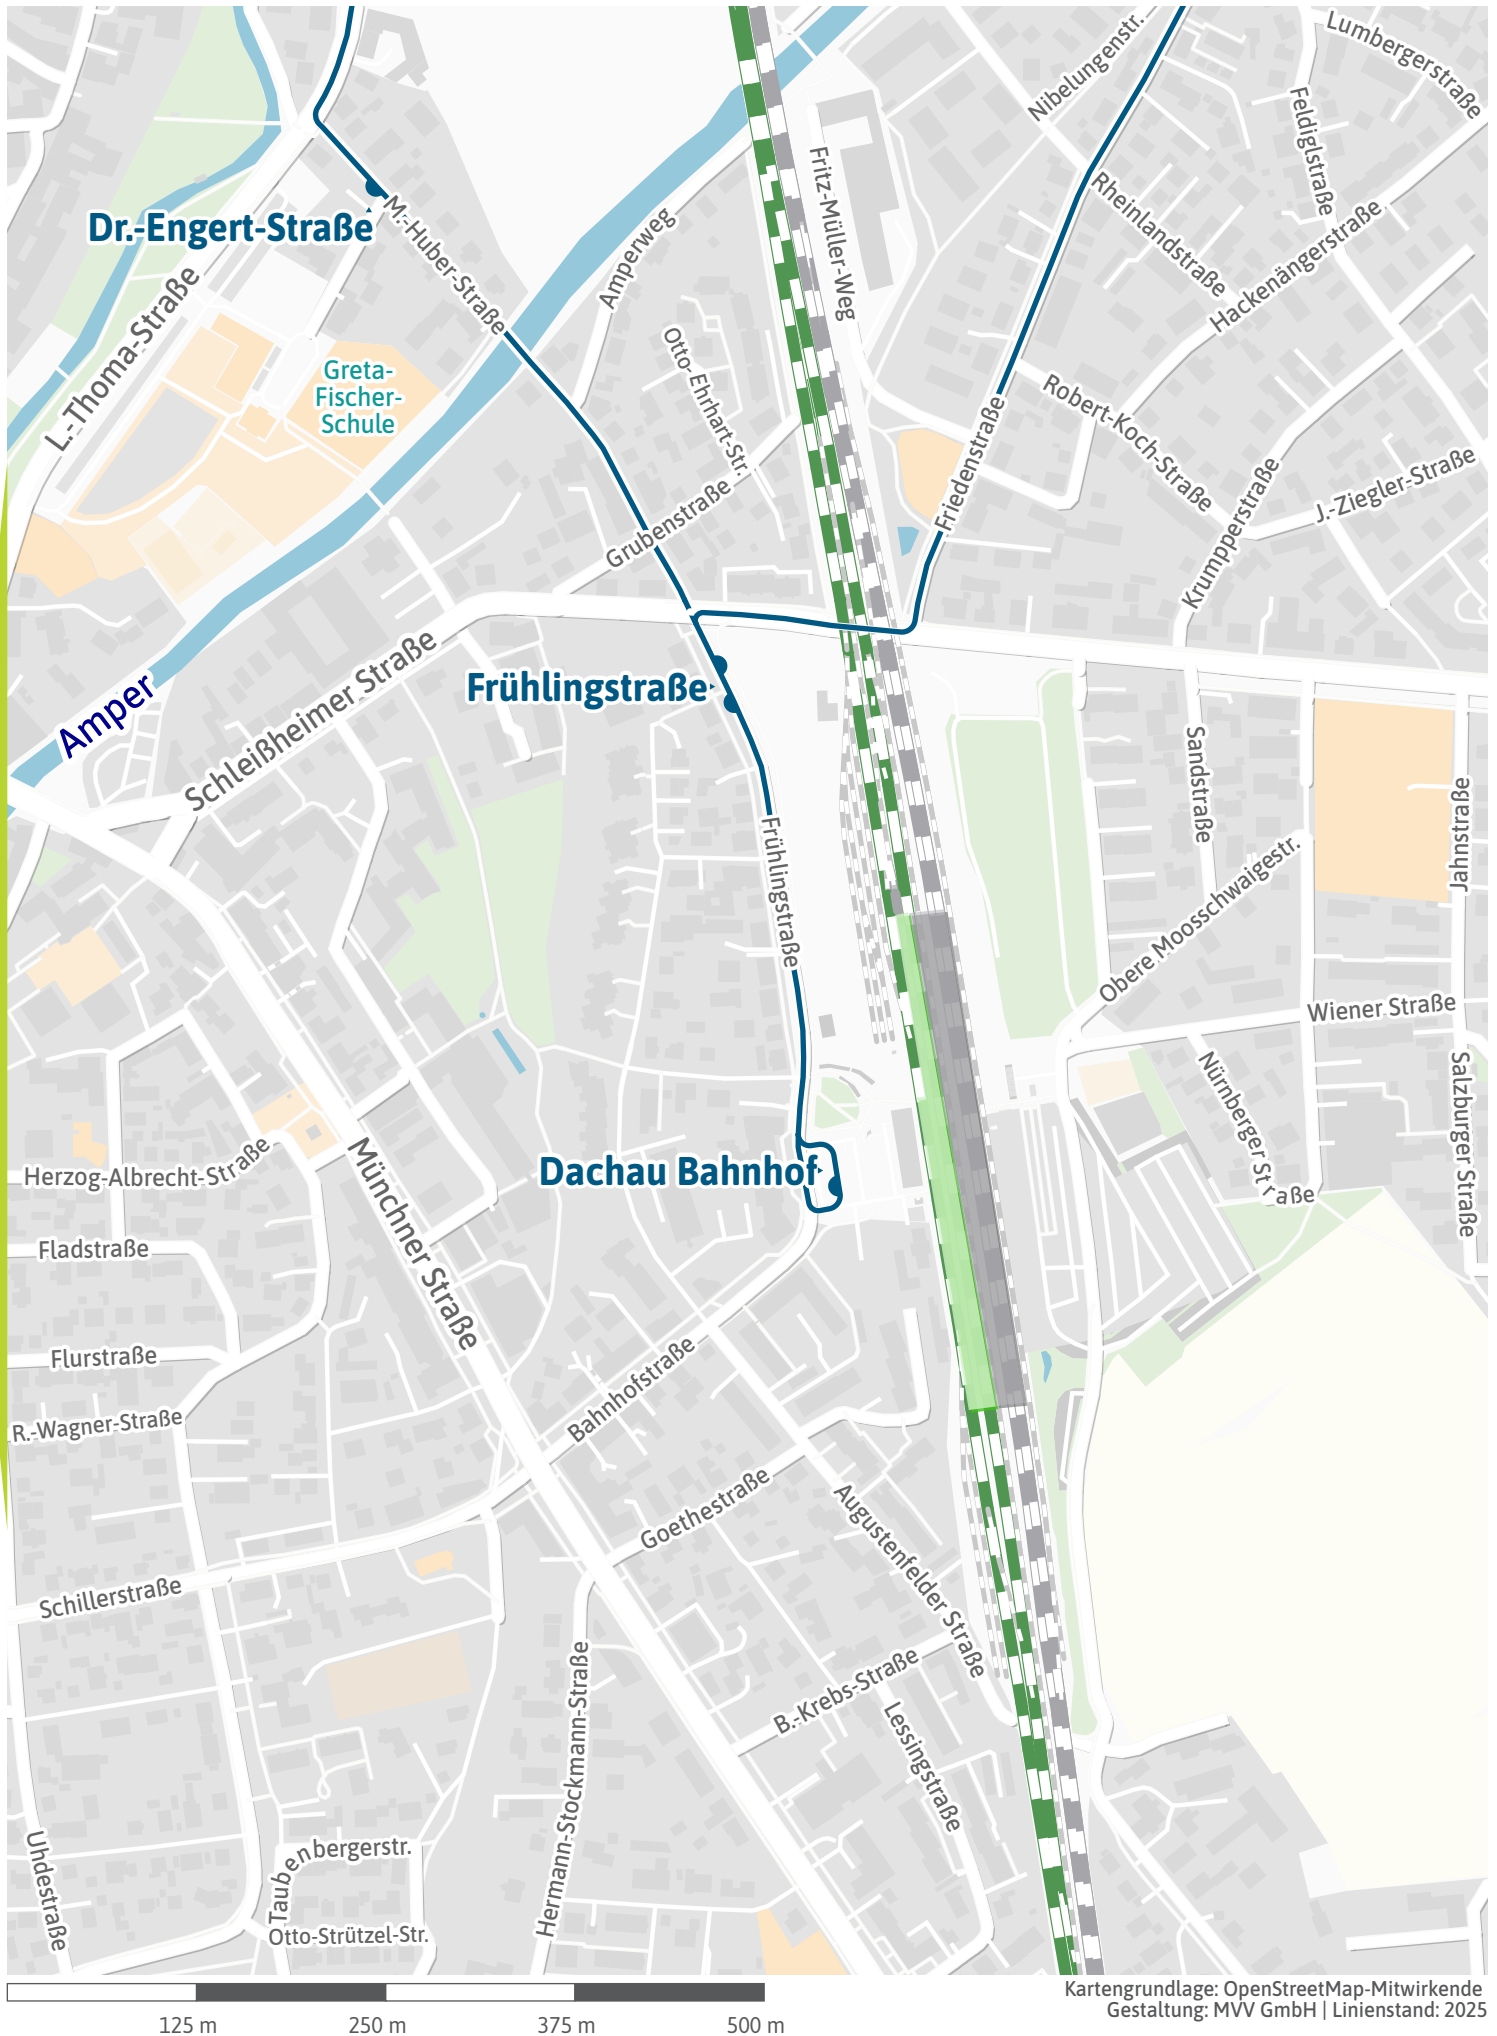 Lumbergerstraße
Nibelungenstr.
Feldiglstraße
Fritz-Müller-Weg
Rheinlandstraße
Hackenängerstraße
Dr.-Engert-Straße
M.-Huber-Straße
Amperweg
L.-Thoma-Straße
Otto-Ehrhart-Str.
Greta-
Fischer-
Schule
Robert-Koch-Straße
Friedenstraße
Krumpperstraße
J.-Ziegler-Straße
Grubenstraße
Schleißheimer Straße
Amper
Frühlingstraße
Sandstraße
Jahnstraße
Frühlingstraße
Obere Moosschwaigestr.
Wiener Straße
Nürnberger Straße
Salzburger Straße
Herzog-Albrecht-Straße
Münchner Straße
Dachau Bahnhof
Fladstraße
Flurstraße
Bahnhofstraße
R.-Wagner-Straße
Goethestraße
Augustenfelder Straße
Schillerstraße
Hermann-Stockmann-Straße
B.-Krebs-Straße
Lessingstraße
Uhdestraße
Taubenbergerstr.
Otto-Strützel-Str.
Kartengrundlage: OpenStreetMap-Mitwirkende
Gestaltung: MVV GmbH | Linienstand: 2025
125 m
250 m
375 m
500 m